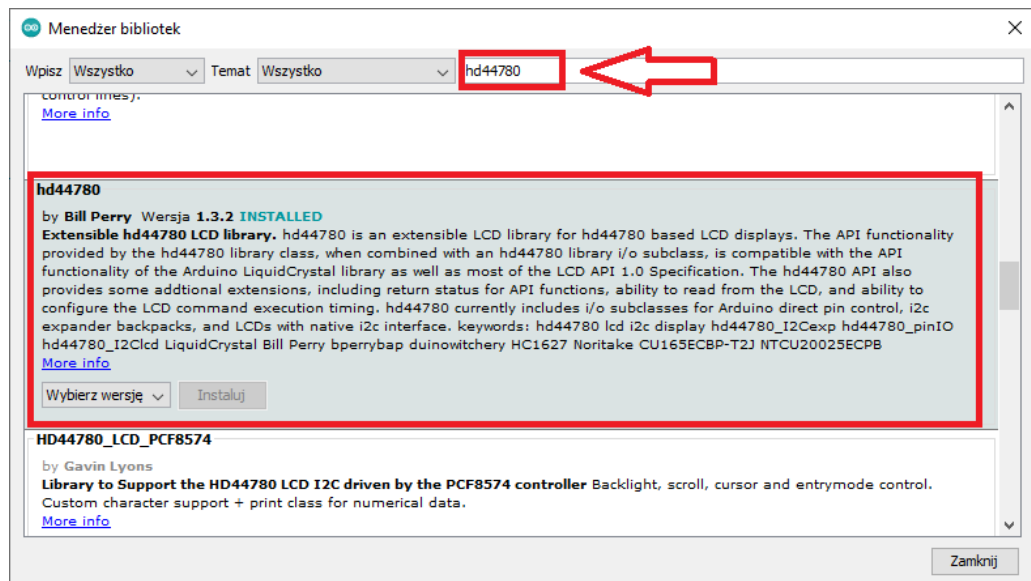 Menedżer bibliotek
Wpisz Wszystko Temat Wszystko hd44780
control lines).
More info
hd44780
by Bill Perry Wersja 1.3.2 INSTALLED
Extensible hd44780 LCD library. hd44780 is an extensible LCD library for hd44780 based LCD displays. The API functionality
provided by the hd44780 library class, when combined with an hd44780 library i/o subclass, is compatible with the API
functionality of the Arduino LiquidCrystal library as well as most of the LCD API 1.0 Specification. The hd44780 API also
provides some addtional extensions, including return status for API functions, ability to read from the LCD, and ability to
configure the LCD command execution timing. hd44780 currently includes i/o subclasses for Arduino direct pin control, i2c
expander backpacks, and LCDs with native i2c interface. keywords: hd44780 lcd i2c display hd44780_I2Cexp hd44780_pinIO
hd44780_I2Clcd LiquidCrystal Bill Perry bperrybap duinowitchery HC1627 Noritake CU165ECBP-T2J NTCU20025ECPB
More info
Wybierz wersję Instaluj
HD44780_LCD_PCF8574
by Gavin Lyons
Library to Support the HD44780 LCD I2C driven by the PCF8574 controller Backlight, scroll, cursor and entrymode control.
Custom character support + print class for numerical data.
More info
Zamknij